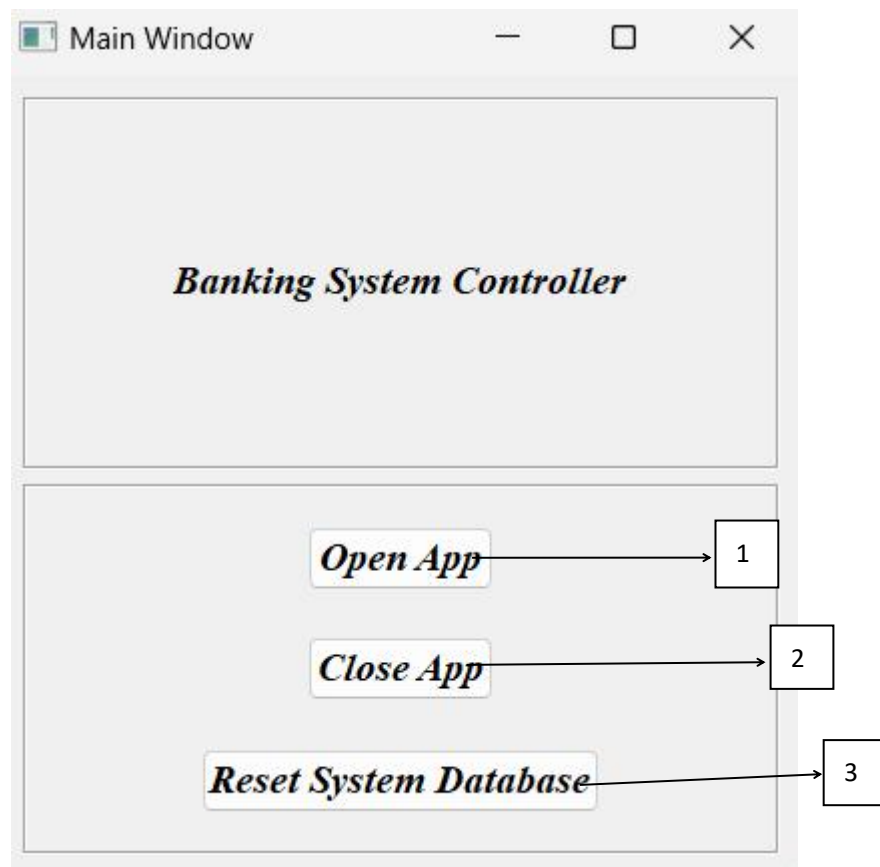 Main Window
Banking System Controller
Open App
1
Close App
2
Reset System Database
3